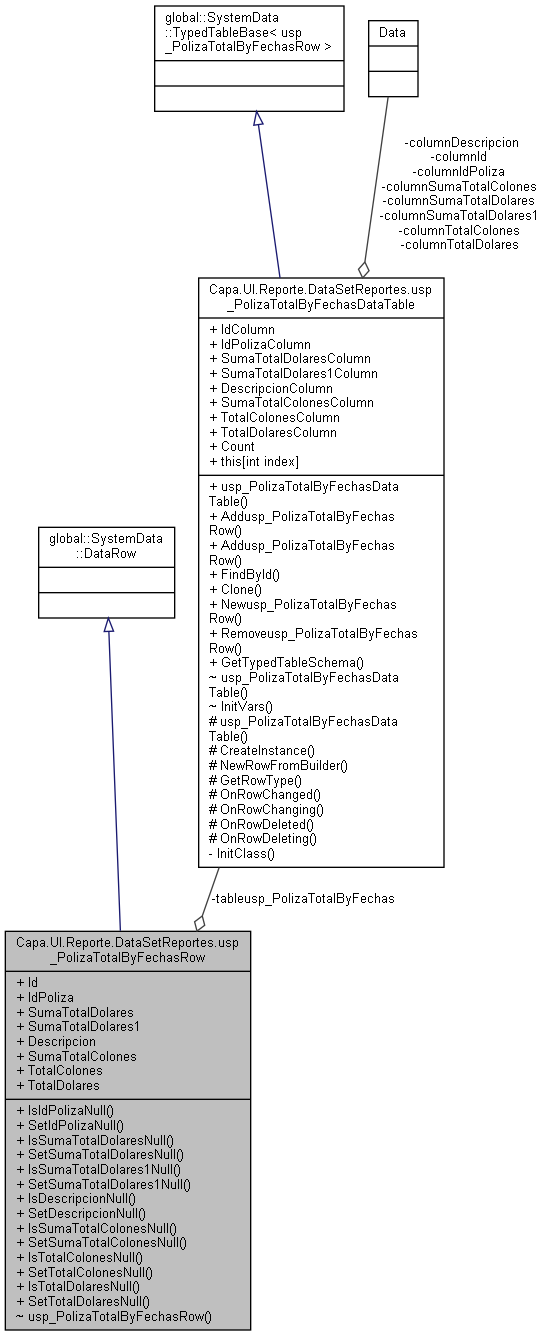 global::SystemData
::TypedTableBase< usp
_PolizaTotalByFechasRow >
Data
-columnDescripcion
-columnId
-columnIdPoliza
-columnSumaTotalColones
-columnSumaTotalDolares
-columnSumaTotalDolares1
-columnTotalColones
-columnTotalDolares
Capa.UI.Reporte.DataSetReportes.usp
_PolizaTotalByFechasDataTable
+ IdColumn
+ IdPolizaColumn
+ SumaTotalDolaresColumn
+ SumaTotalDolares1Column
+ DescripcionColumn
+ SumaTotalColonesColumn
+ TotalColonesColumn
+ TotalDolaresColumn
+ Count
+ this[int index]
+ usp_PolizaTotalByFechasData
Table()
+ Addusp_PolizaTotalByFechas
Row()
+ Addusp_PolizaTotalByFechas
Row()
+ FindById()
+ Clone()
+ Newusp_PolizaTotalByFechas
Row()
+ Removeusp_PolizaTotalByFechas
Row()
+ GetTypedTableSchema()
~ usp_PolizaTotalByFechasData
Table()
~ InitVars()
# usp_PolizaTotalByFechasData
Table()
# CreateInstance()
# NewRowFromBuilder()
# GetRowType()
# OnRowChanged()
# OnRowChanging()
# OnRowDeleted()
# OnRowDeleting()
- InitClass()
global::SystemData
::DataRow
-tableusp_PolizaTotalByFechas
Capa.UI.Reporte.DataSetReportes.usp
_PolizaTotalByFechasRow
+ Id
+ IdPoliza
+ SumaTotalDolares
+ SumaTotalDolares1
+ Descripcion
+ SumaTotalColones
+ TotalColones
+ TotalDolares
+ IsIdPolizaNull()
+ SetIdPolizaNull()
+ IsSumaTotalDolaresNull()
+ SetSumaTotalDolaresNull()
+ IsSumaTotalDolares1Null()
+ SetSumaTotalDolares1Null()
+ IsDescripcionNull()
+ SetDescripcionNull()
+ IsSumaTotalColonesNull()
+ SetSumaTotalColonesNull()
+ IsTotalColonesNull()
+ SetTotalColonesNull()
+ IsTotalDolaresNull()
+ SetTotalDolaresNull()
~ usp_PolizaTotalByFechasRow()